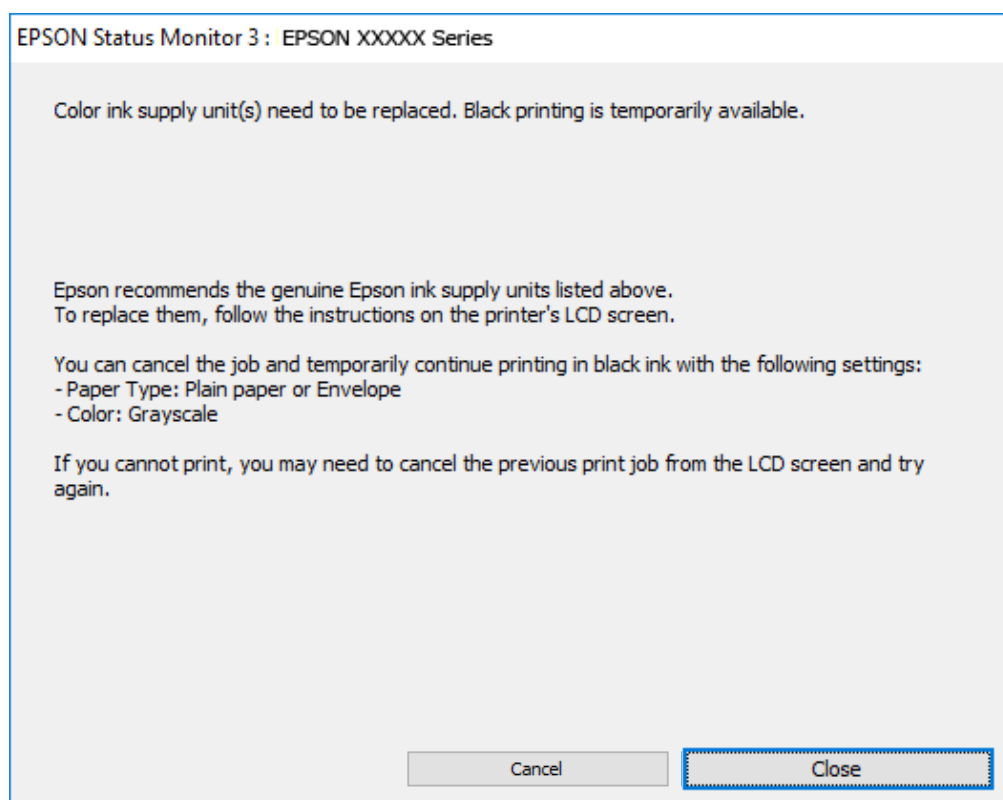 EPSON Status Monitor 3 : EPSON XXXXX Series
Color ink supply unit(s) need to be replaced. Black printing is temporarily available.
Epson recommends the genuine Epson ink supply units listed above.
To replace them, follow the instructions on the printer's LCD screen.
You can cancel the job and temporarily continue printing in black ink with the following settings:
- Paper Type: Plain paper or Envelope
- Color: Grayscale
If you cannot print, you may need to cancel the previous print job from the LCD screen and try
again.
Cancel
Close